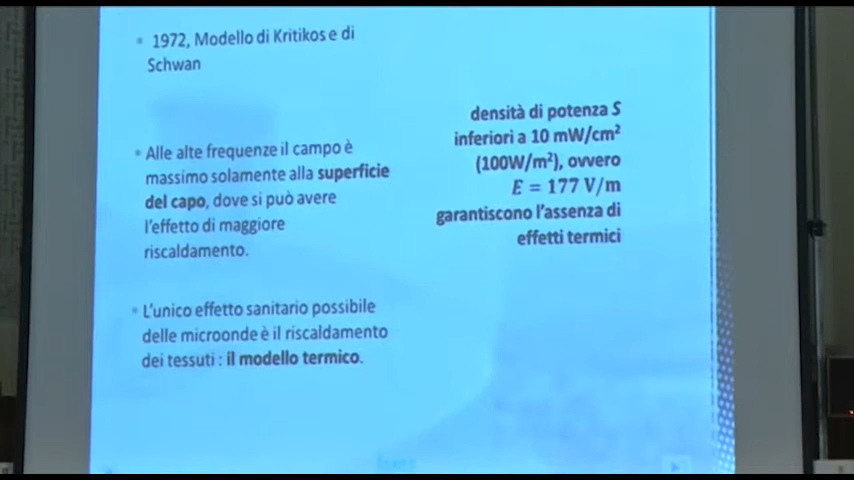 • 1972, Modello di Kritikos e di
Schwan
• Alle alte frequenze il campo è
massimo solamente alla superficie
del capo, dove si può avere
l'effetto di maggiore
riscaldamento.
• L'unico effetto sanitario possibile
delle microonde è il riscaldamento
dei tessuti : il modello termico.
densità di potenza S
inferiori a 10 mW/cm²
(100W/m²), ovvero
E = 177 V/m
garantiscono l'assenza di
effetti termici